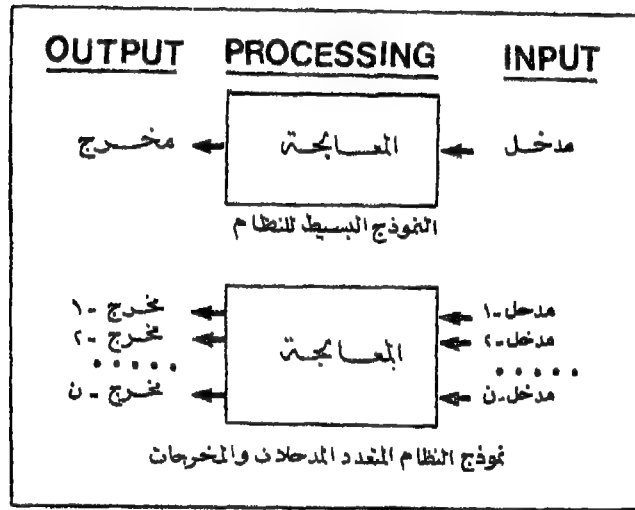 OUTPUT PROCESSING INPUT
مدخل المعالجة مخرج
النموذج البسيط للنظام
مدخل-١ مخرج-١
مدخل-٢ المعالجة مخرج-٢
..... .....
مدخل-ن مخرج-ن
نموذج النظام المتعدد المدخلات والمخرجات